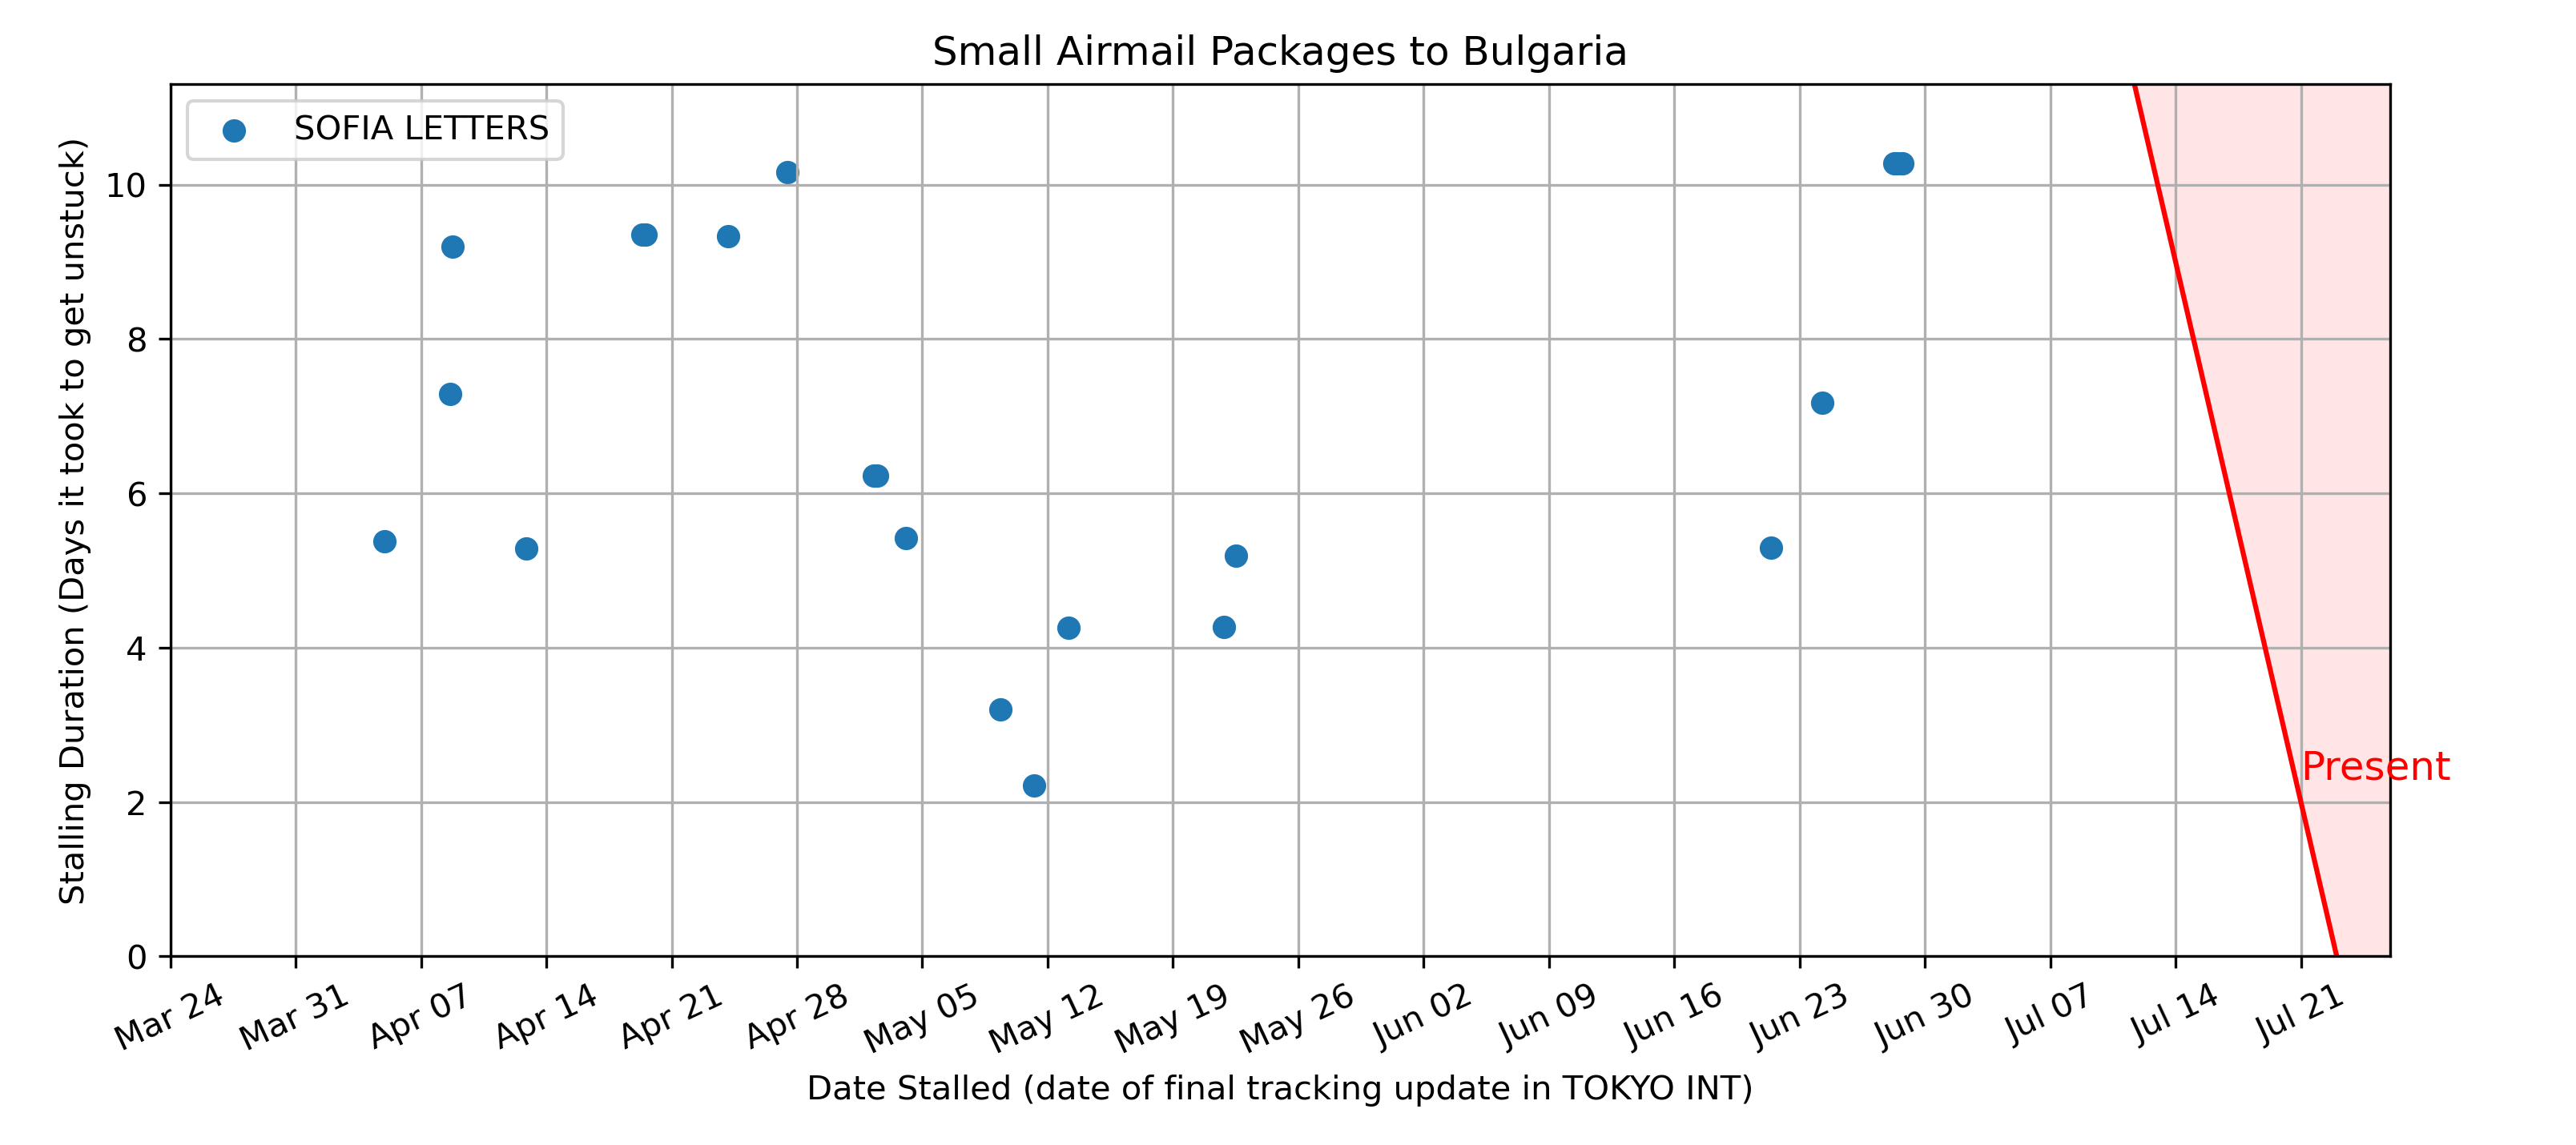 Small Airmail Packages to Bulgaria
SOFIA LETTERS
Stalling Duration (Days it took to get unstuck)
10
8
6
4
2
0
Present
Mar 24
Mar 31
Apr 07
Apr 14
Apr 21
Apr 28
May 05
May 12
May 19
May 26
Jun 02
Jun 09
Jun 16
Jun 23
Jun 30
Jul 07
Jul 14
Jul 21
Date Stalled (date of final tracking update in TOKYO INT)